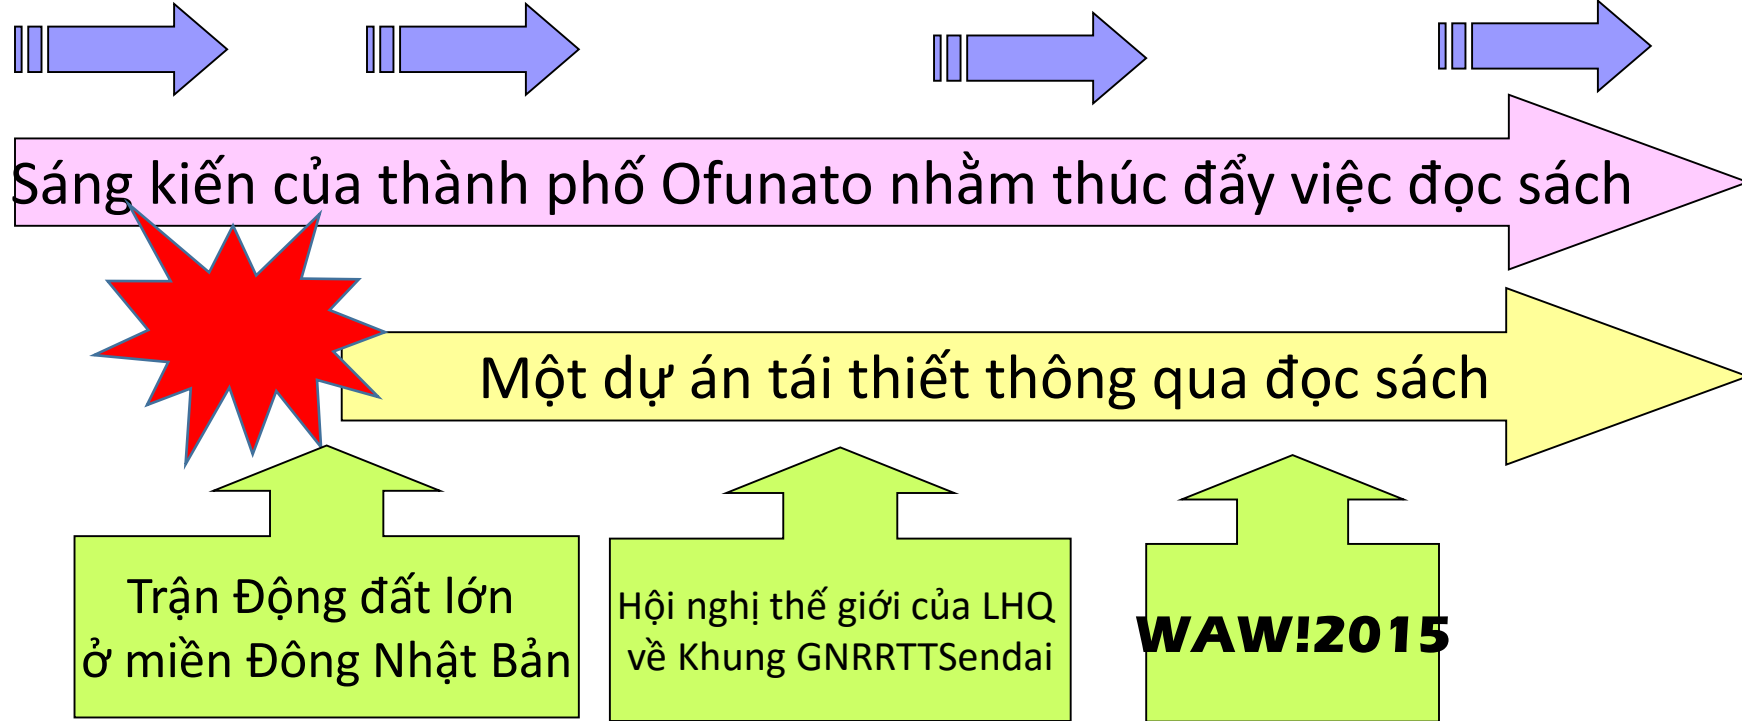 Sáng kiến của thành phố Ofunato nhằm thúc đẩy việc đọc sách
Một dự án tái thiết thông qua đọc sách
Trận Động đất lớn
ở miền Đông Nhật Bản
Hội nghị thế giới của LHQ
về Khung GNRRTTSendai
WAW!2015